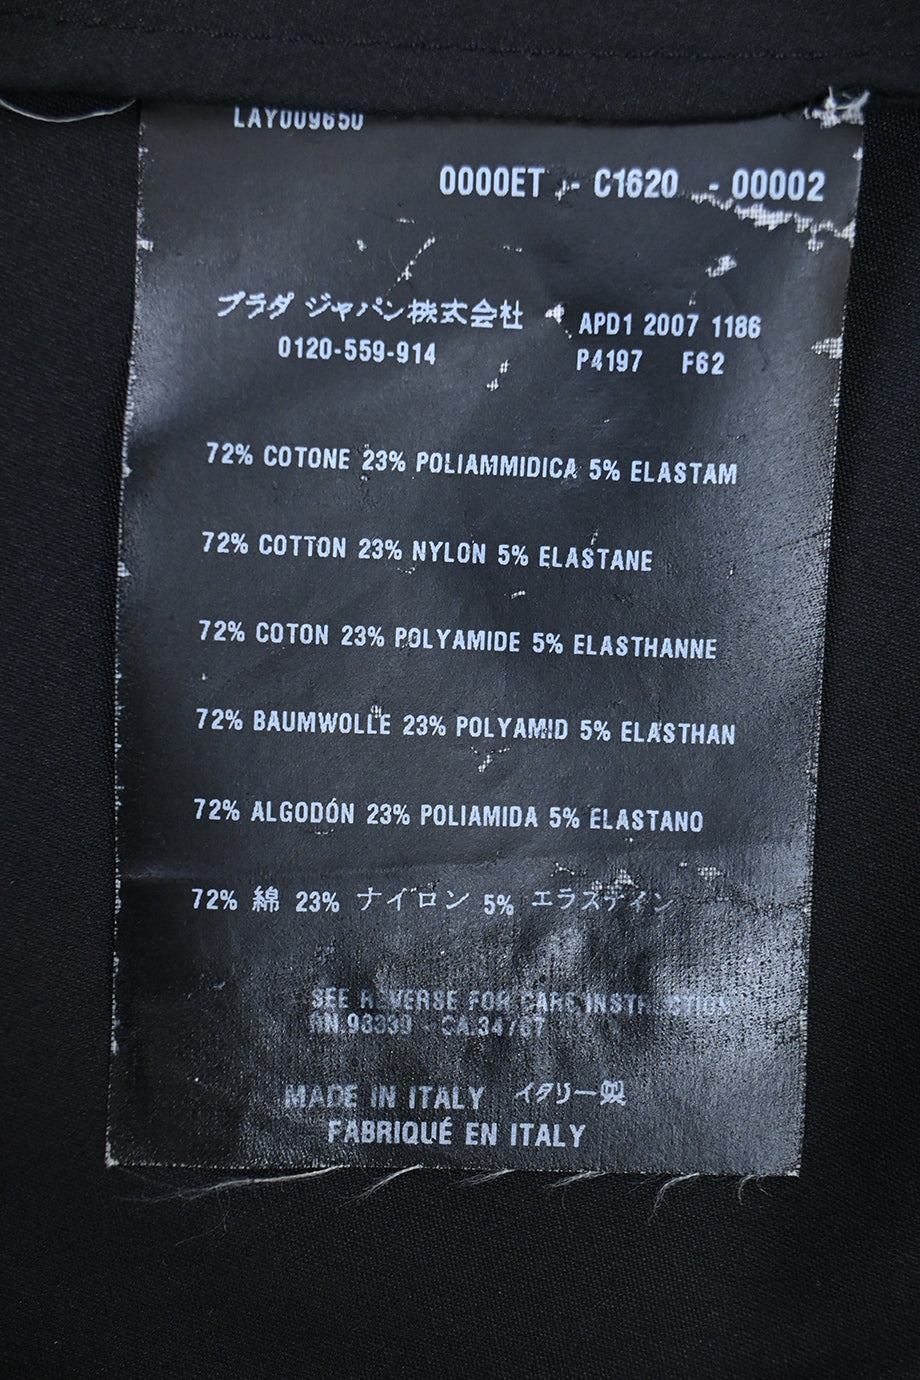 LAY009650
0000ET - C1620 - 00002
プラダ ジャパン株式会社
0120-559-914
APD1 2007 1186
P4197 F62
72% COTONE 23% POLIAMMIDICA 5% ELASTAM
72% COTTON 23% NYLON 5% ELASTANE
72% COTON 23% POLYAMIDE 5% ELASTHANNE
72% BAUMWOLLE 23% POLYAMID 5% ELASTHAN
72% ALGODÓN 23% POLIAMIDA 5% ELASTANO
72% 綿 23% ナイロン 5% エラスティン
SEE REVERSE FOR CARE INSTRUCTION
MADE IN ITALY イタリー製
FABRIQUÉ EN ITALY